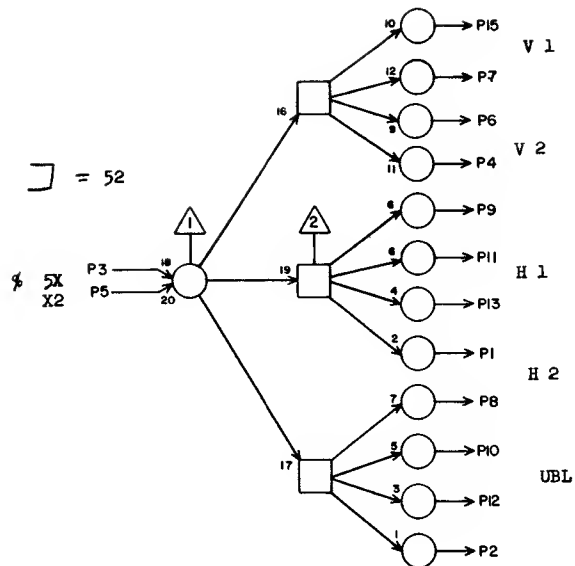 10 P15
V 1
12 P7
16
9 P6
V 2
11 P4
⊐ = 52
6 P9
1
2
P3 18
19
6 P11
% 5X
P5 20
H 1
X2
4 P13
2 P1
H 2
7 P8
17
5 P10
UBL
3 P12
1 P2